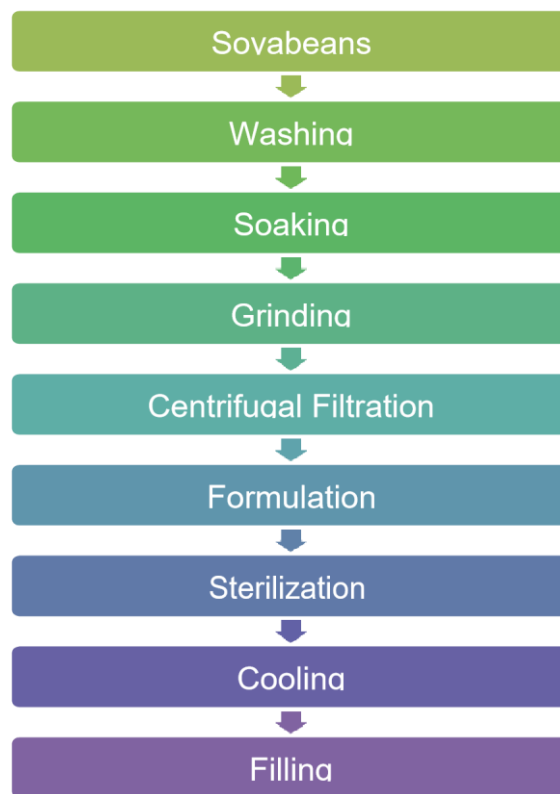 Soyabeans
Washing
Soaking
Grinding
Centrifugal Filtration
Formulation
Sterilization
Cooling
Filling